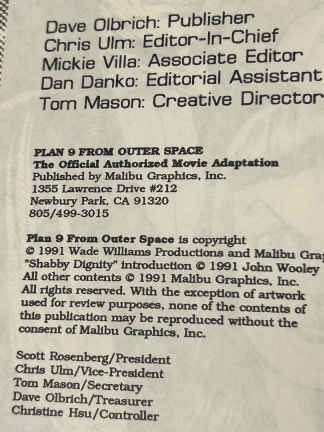 Dave Olbrich: Publisher
Chris Ulm: Editor-In-Chief
Mickie Villa: Associate Editor
Dan Danko: Editorial Assistant
Tom Mason: Creative Director
PLAN 9 FROM OUTER SPACE
The Official Authorized Movie Adaptation
Published by Malibu Graphics, Inc.
1355 Lawrence Drive #212
Newbury Park, CA 91320
805/499-3015
Plan 9 From Outer Space is copyright
© 1991 Wade Williams Productions and Malibu Gra
"Shabby Dignity" introduction © 1991 John Wooley
All other contents © 1991 Malibu Graphics, Inc.
All rights reserved. With the exception of artwork
used for review purposes, none of the contents of
this publication may be reproduced without the
consent of Malibu Graphics, Inc.
Scott Rosenberg/President
Chris Ulm/Vice-President
Tom Mason/Secretary
Dave Olbrich/Treasurer
Christine Hsu/Controller